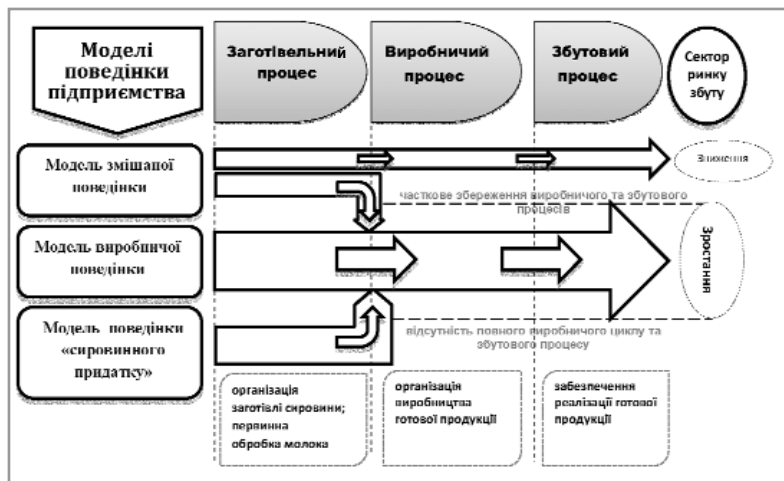 Моделі
поведінки
підприємства
Заготівельний
процес
Виробничий
процес
Збутовий
процес
Сектор
ринку
збуту
Модель змішаної
поведінки
Зниження
часткове збереження виробничого та збутового
процесів
Модель виробничої
поведінки
Зростання
Модель поведінки
«сировинного
придатку»
відсутність повного виробничого циклу та
збутового процесу
організація
заготівлі сировини;
первинна
обробка молока
організація
виробництва
готової продукції
забезпечення
реалізації готової
продукції